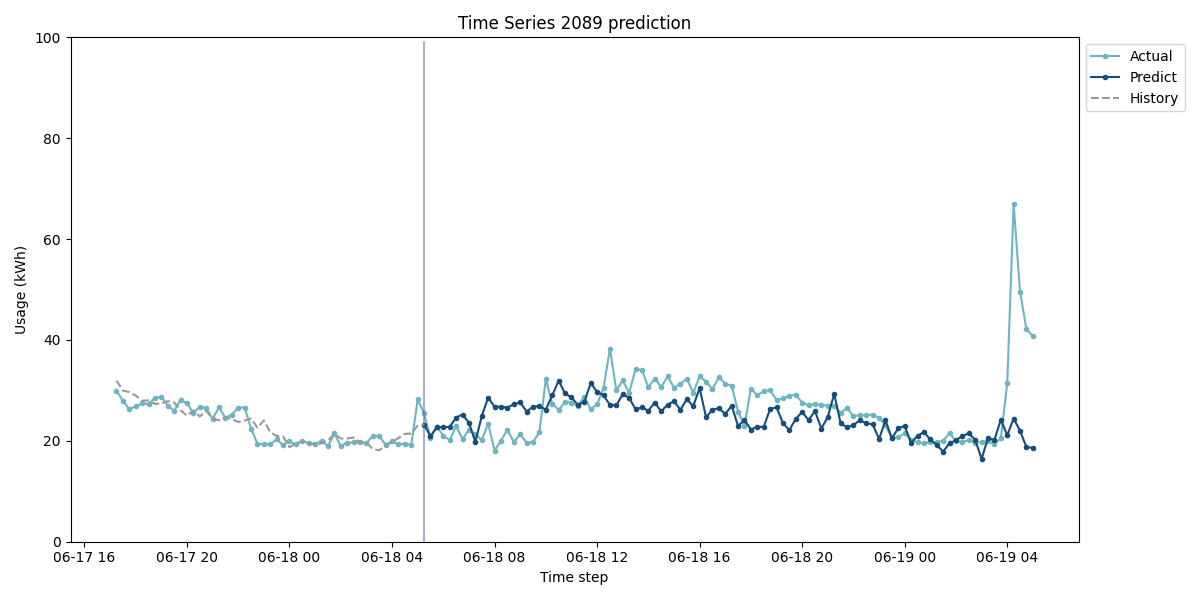 Time Series 2089 prediction
100
80
60
40
20
0
Usage (kWh)
06-17 16
06-17 20
06-18 00
06-18 04
06-18 08
06-18 12
06-18 16
06-18 20
06-19 00
06-19 04
Time step
Actual
Predict
History